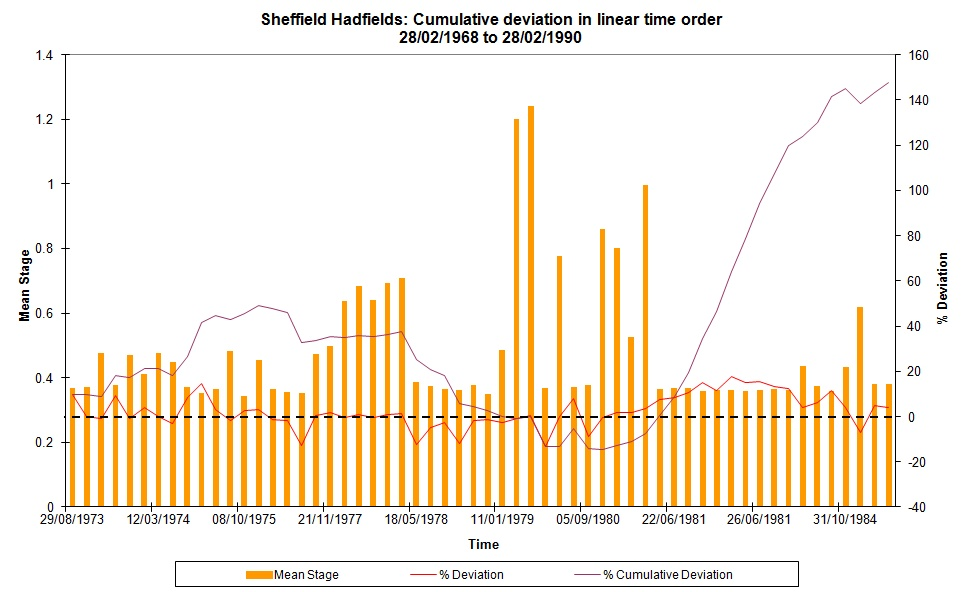 Sheffield Hadfields: Cumulative deviation in linear time order
28/02/1968 to 28/02/1990
1.4
1.2
1
0.8
0.6
0.4
0.2
0
Mean Stage
160
140
120
100
80
60
40
20
0
-20
-40
% Deviation
29/08/1973 12/03/1974 08/10/1975 21/11/1977 18/05/1978 11/01/1979 05/09/1980 22/06/1981 26/06/1981 31/10/1984
Time
Mean Stage % Deviation % Cumulative Deviation